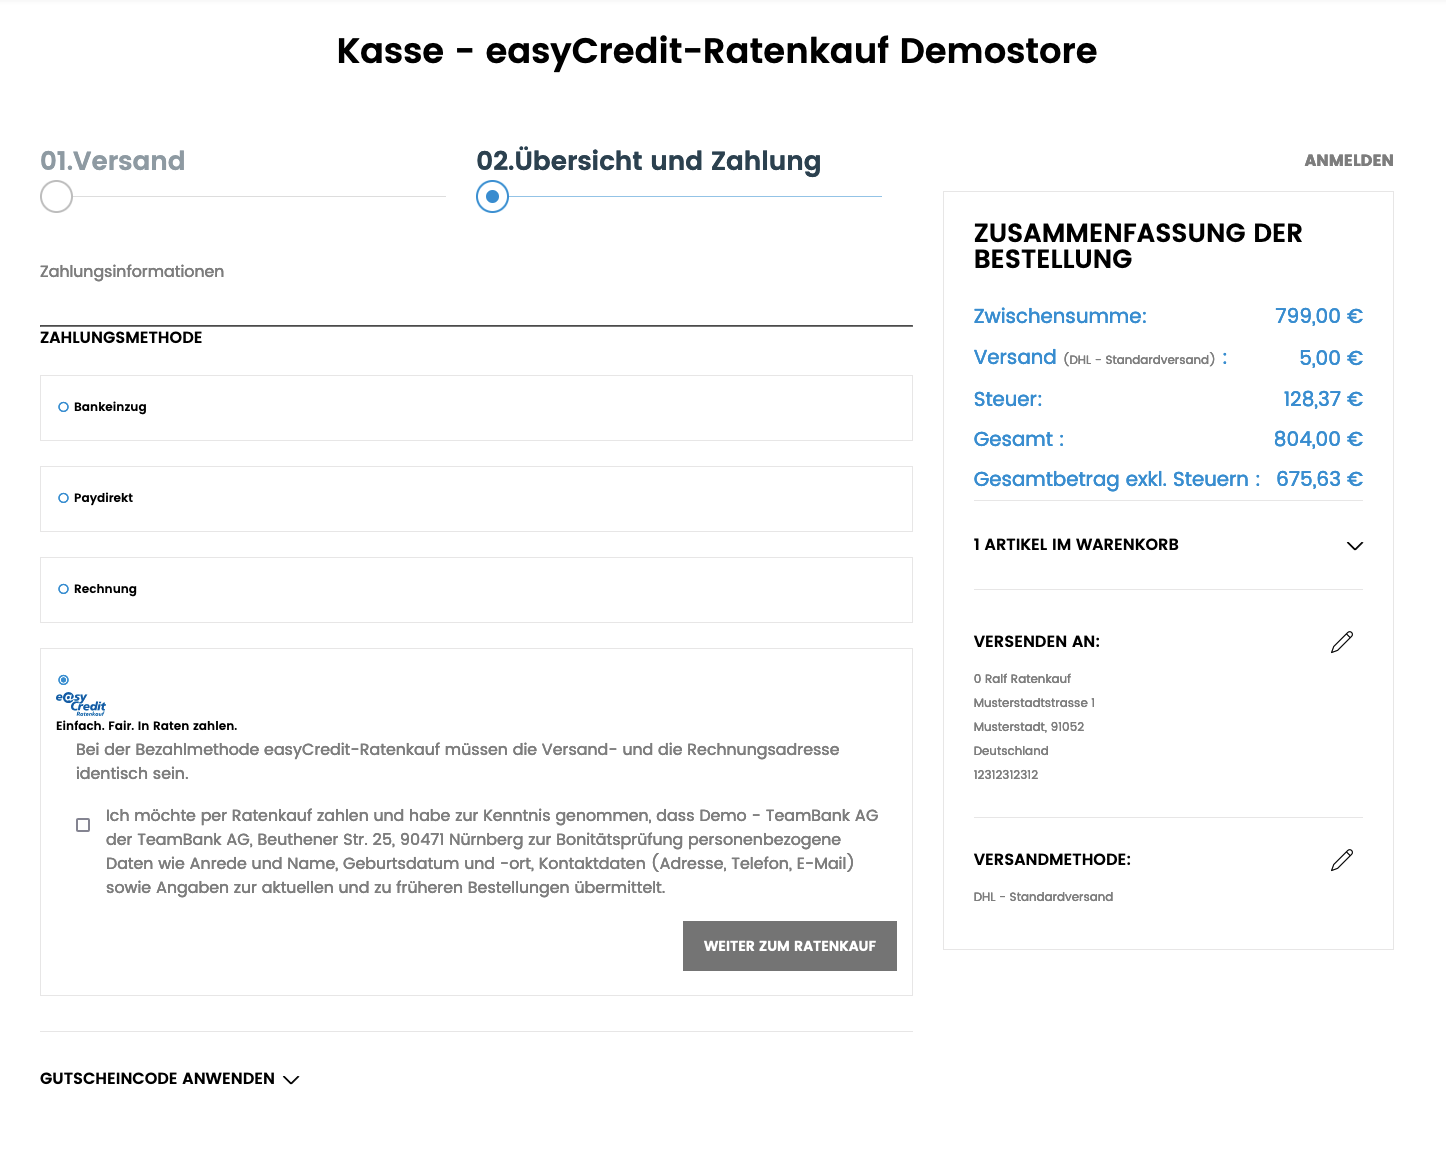 Kasse - easyCredit-Ratenkauf Demostore
01.Versand
02.Übersicht und Zahlung
ANMELDEN
Zahlungsinformationen
ZAHLUNGSMETHODE
Bankeinzug
Paydirekt
Rechnung
easy
Credit
Ratenkauf
Einfach. Fair. In Raten zahlen.
Bei der Bezahlmethode easyCredit-Ratenkauf müssen die Versand- und die Rechnungsadresse
identisch sein.
Ich möchte per Ratenkauf zahlen und habe zur Kenntnis genommen, dass Demo - TeamBank AG
der TeamBank AG, Beuthener Str. 25, 90471 Nürnberg zur Bonitätsprüfung personenbezogene
Daten wie Anrede und Name, Geburtsdatum und -ort, Kontaktdaten (Adresse, Telefon, E-Mail)
sowie Angaben zur aktuellen und zu früheren Bestellungen übermittelt.
WEITER ZUM RATENKAUF
GUTSCHEINCODE ANWENDEN
ZUSAMMENFASSUNG DER
BESTELLUNG
Zwischensumme: 799,00 €
Versand (DHL - Standardversand) : 5,00 €
Steuer: 128,37 €
Gesamt : 804,00 €
Gesamtbetrag exkl. Steuern : 675,63 €
1 ARTIKEL IM WARENKORB
VERSENDEN AN:
0 Ralf Ratenkauf
Musterstadtstrasse 1
Musterstadt, 91052
Deutschland
12312312312
VERSANDMETHODE:
DHL - Standardversand